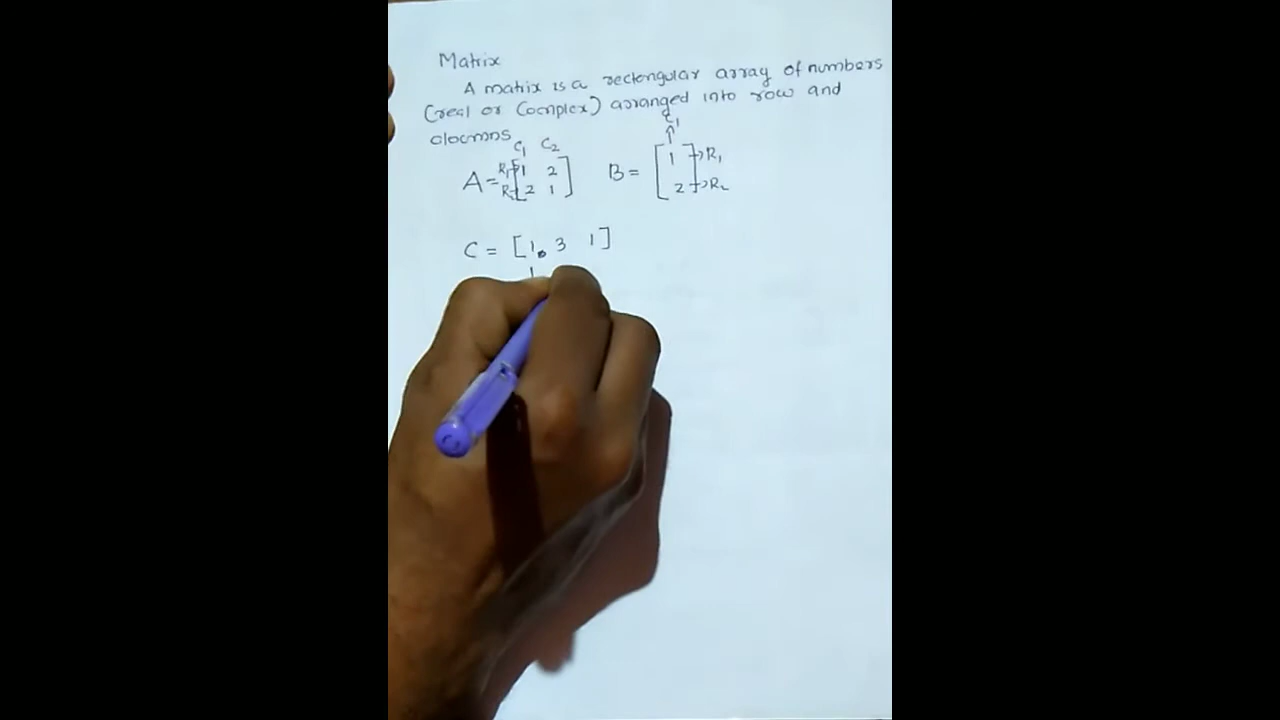 Matrix
A matrix is a rectangular array of numbers
(real or Complex) arranged into row and
clocmns
C1 C2 C1
A = R1 [1 2] B = [1] → R1
R2 [2 1] [2] → R2
C = [1 3 1]